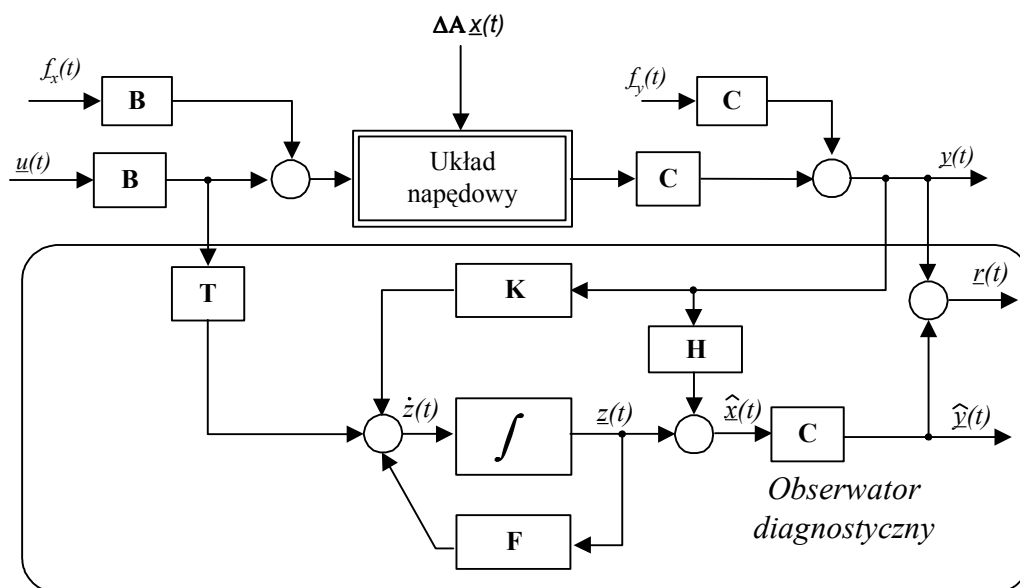 ΔA x(t)
f_x(t)
B
f_y(t)
C
u(t)
B
Układ
napędowy
C
y(t)
T
K
r(t)
H
ż(t)
∫
z(t)
x̂(t)
C
ŷ(t)
Obserwator
diagnostyczny
F